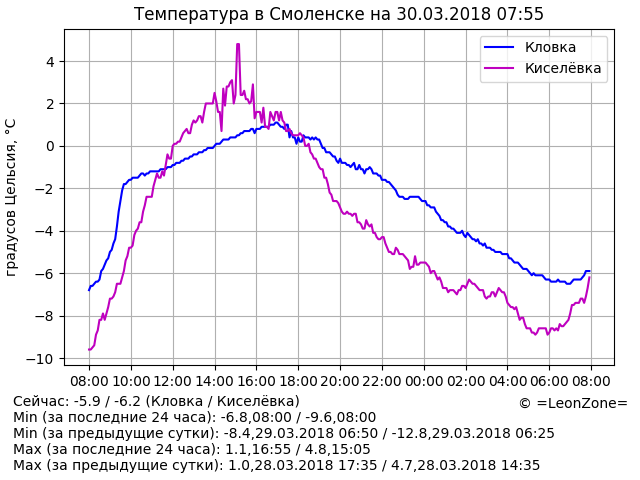 Температура в Смоленске на 30.03.2018 07:55
Кловка
Киселёвка
градусов Цельсия, °C
4
2
0
−2
−4
−6
−8
−10
08:00 10:00 12:00 14:00 16:00 18:00 20:00 22:00 00:00 02:00 04:00 06:00 08:00
Сейчас: -5.9 / -6.2 (Кловка / Киселёвка)
© =LeonZone=
Min (за последние 24 часа): -6.8,08:00 / -9.6,08:00
Min (за предыдущие сутки): -8.4,29.03.2018 06:50 / -12.8,29.03.2018 06:25
Max (за последние 24 часа): 1.1,16:55 / 4.8,15:05
Max (за предыдущие сутки): 1.0,28.03.2018 17:35 / 4.7,28.03.2018 14:35